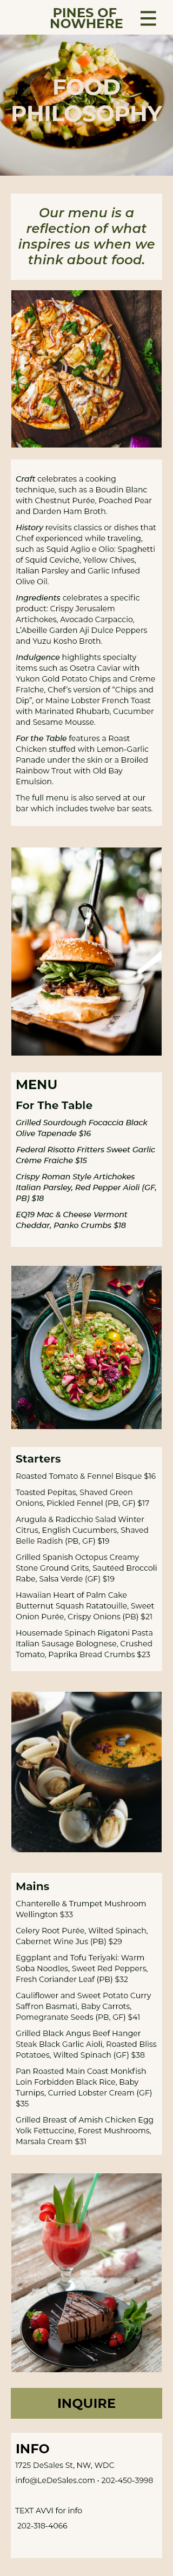 PINES OF
NOWHERE
FOOD
PHILOSOPHY
Our menu is a
reflection of what
inspires us when we
think about food.
Craft celebrates a cooking
technique, such as a Boudin Blanc
with Chestnut Purée, Poached Pear
and Darden Ham Broth.
History revisits classics or dishes that
Chef experienced while traveling,
such as Squid Aglio e Olio: Spaghetti
of Squid Ceviche, Yellow Chives,
Italian Parsley and Garlic Infused
Olive Oil.
Ingredients celebrates a specific
product: Crispy Jerusalem
Artichokes, Avocado Carpaccio,
L'Abeille Garden Aji Dulce Peppers
and Yuzu Kosho Broth.
Indulgence highlights specialty
items such as Osetra Caviar with
Yukon Gold Potato Chips and Crème
Fraîche, Chef's version of "Chips and
Dip", or Maine Lobster French Toast
with Marinated Rhubarb, Cucumber
and Sesame Mousse.
For the Table features a Roast
Chicken stuffed with Lemon-Garlic
Panade under the skin or a Broiled
Rainbow Trout with Old Bay
Emulsion.
The full menu is also served at our
bar which includes twelve bar seats.
MENU
For The Table
Grilled Sourdough Focaccia Black
Olive Tapenade $16
Federal Risotto Fritters Sweet Garlic
Crème Fraiche $15
Crispy Roman Style Artichokes
Italian Parsley, Red Pepper Aioli (GF,
PB) $18
EQ19 Mac & Cheese Vermont
Cheddar, Panko Crumbs $18
Starters
Roasted Tomato & Fennel Bisque $16
Toasted Pepitas, Shaved Green
Onions, Pickled Fennel (PB, GF) $17
Arugula & Radicchio Salad Winter
Citrus, English Cucumbers, Shaved
Belle Radish (PB, GF) $19
Grilled Spanish Octopus Creamy
Stone Ground Grits, Sautéed Broccoli
Rabe, Salsa Verde (GF) $19
Hawaiian Heart of Palm Cake
Butternut Squash Ratatouille, Sweet
Onion Purée, Crispy Onions (PB) $21
Housemade Spinach Rigatoni Pasta
Italian Sausage Bolognese, Crushed
Tomato, Paprika Bread Crumbs $23
Mains
Chanterelle & Trumpet Mushroom
Wellington $33
Celery Root Purée, Wilted Spinach,
Cabernet Wine Jus (PB) $29
Eggplant and Tofu Teriyaki: Warm
Soba Noodles, Sweet Red Peppers,
Fresh Coriander Leaf (PB) $32
Cauliflower and Sweet Potato Curry
Saffron Basmati, Baby Carrots,
Pomegranate Seeds (PB, GF) $41
Grilled Black Angus Beef Hanger
Steak Black Garlic Aioli, Roasted Bliss
Potatoes, Wilted Spinach (GF) $38
Pan Roasted Main Coast Monkfish
Loin Forbidden Black Rice, Baby
Turnips, Curried Lobster Cream (GF)
$35
Grilled Breast of Amish Chicken Egg
Yolk Fettuccine, Forest Mushrooms,
Marsala Cream $31
INQUIRE
INFO
1725 DeSales St, NW, WDC
info@LeDeSales.com • 202-450-3998
TEXT AVVI for info
202-318-4066